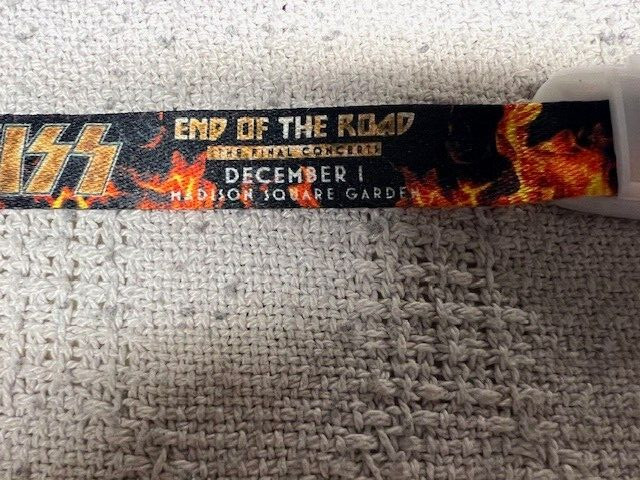 KISS
END OF THE ROAD
THE FINAL CONCERTS
DECEMBER 1
MADISON SQUARE GARDEN